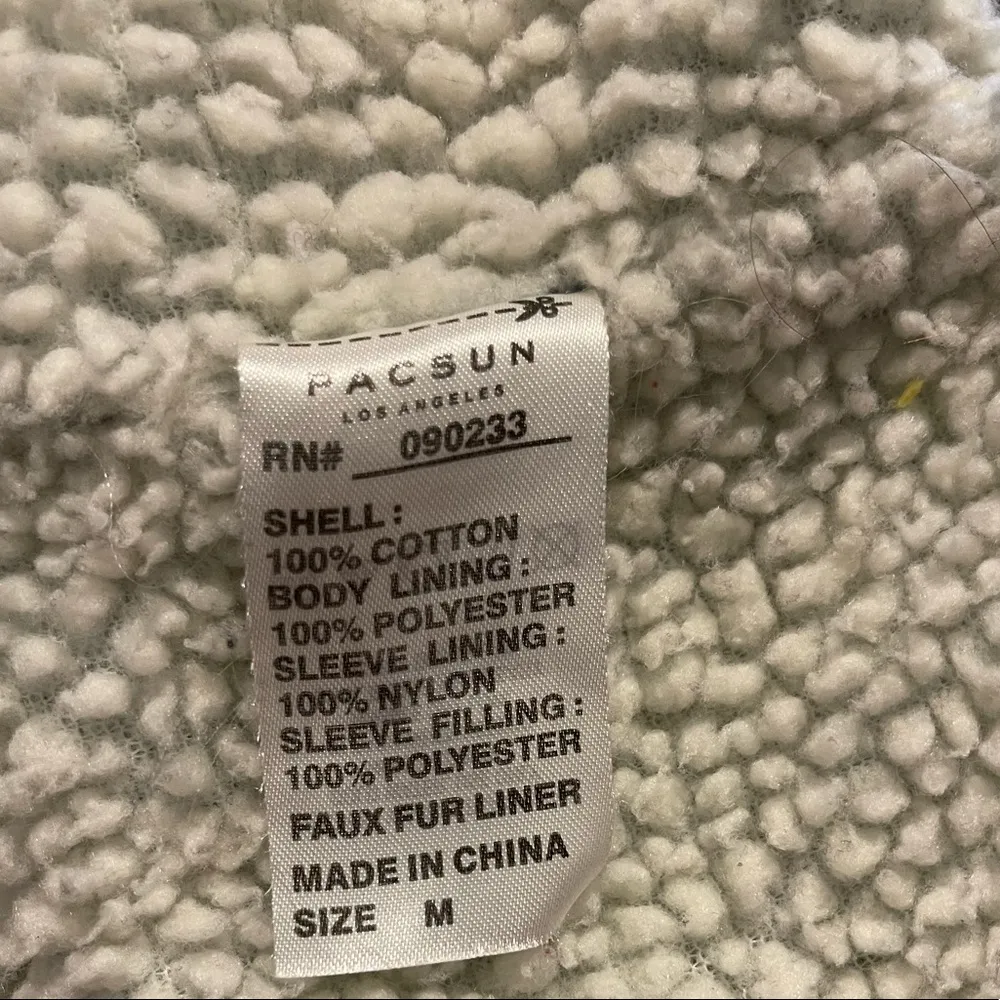 PACSUN
LOS ANGELES
RN# 090233
SHELL:
100% COTTON
BODY LINING:
100% POLYESTER
SLEEVE LINING:
100% NYLON
SLEEVE FILLING:
100% POLYESTER
FAUX FUR LINER
MADE IN CHINA
SIZE M